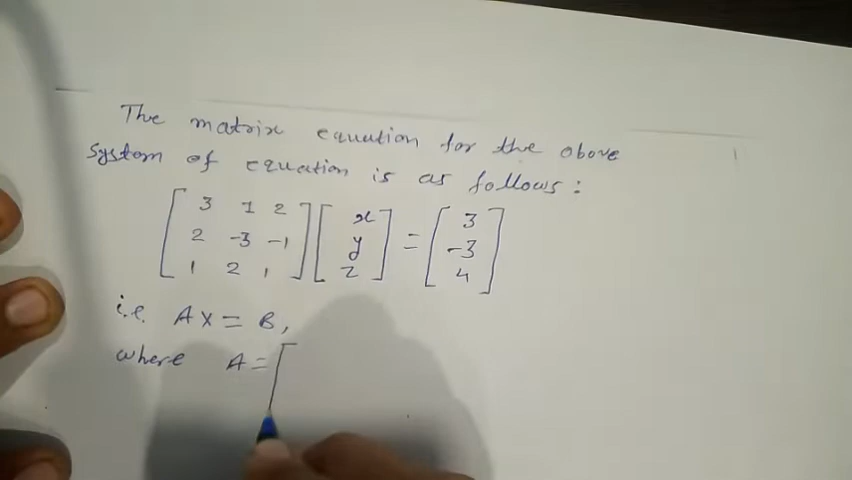 The matrix equation for the above
system of equation is as follows:
[3 1 2] [x] = [3]
[2 -3 -1] [y] [-3]
[1 2 1] [z] [4]
i.e. AX = B,
where A = [